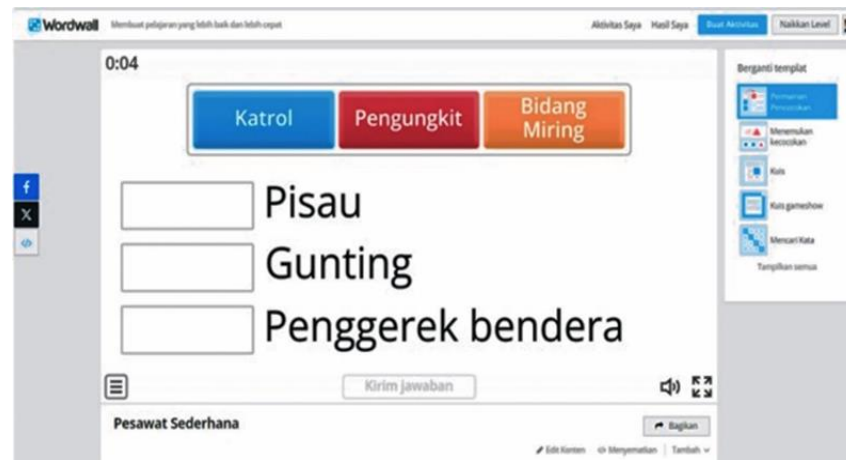 Wordwall Membuat pelajaran yang lebih baik dan lebih cepat Aktivitas Saya Hasil Saya Buat Aktivitas Naikkan Level
0:04
Katrol Pengungkit Bidang Miring
Pisau
Gunting
Penggerek bendera
Kirim jawaban
Pesawat Sederhana
Bagikan
Edit Konten Menyematkan Tambah
Berganti templat
Permainan Pencocokan
Menemukan kecocokan
Kuis
Kuis gameshow
Mencari Kata
Tampilkan semua